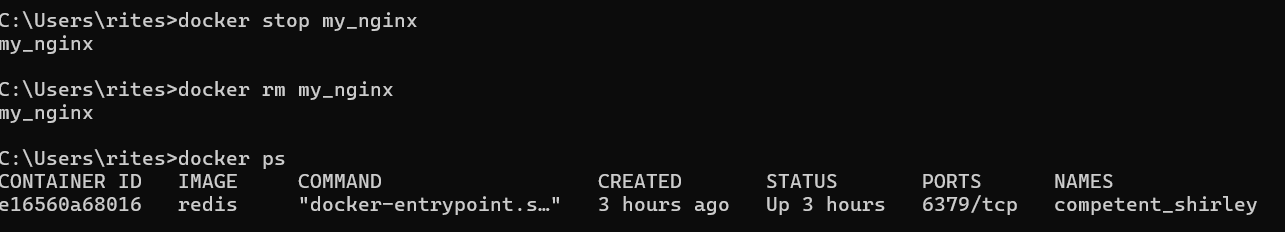 C:\Users\rites>docker stop my_nginx
my_nginx
C:\Users\rites>docker rm my_nginx
my_nginx
C:\Users\rites>docker ps
CONTAINER ID   IMAGE     COMMAND                  CREATED       STATUS       PORTS      NAMES
e16560a68016   redis     "docker-entrypoint.s…"   3 hours ago   Up 3 hours   6379/tcp   competent_shirley